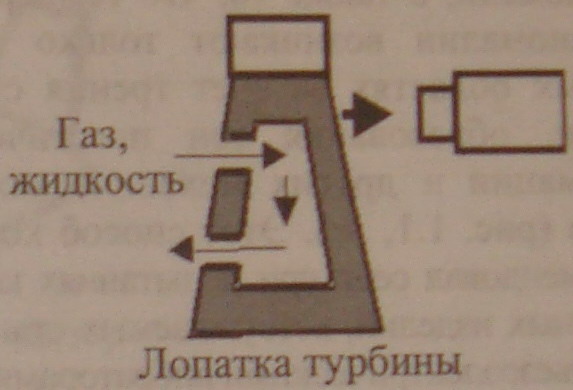 Газ,
жидкость
Лопатка турбины